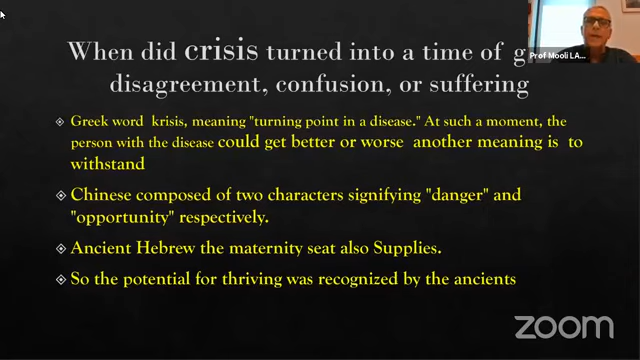 When did crisis turned into a time of
Prof Mooli LA...
disagreement, confusion, or suffering
Greek word krisis, meaning "turning point in a disease." At such a moment, the
person with the disease could get better or worse another meaning is to
withstand
Chinese composed of two characters signifying "danger" and
"opportunity" respectively.
Ancient Hebrew the maternity seat also Supplies.
So the potential for thriving was recognized by the ancients
zoom